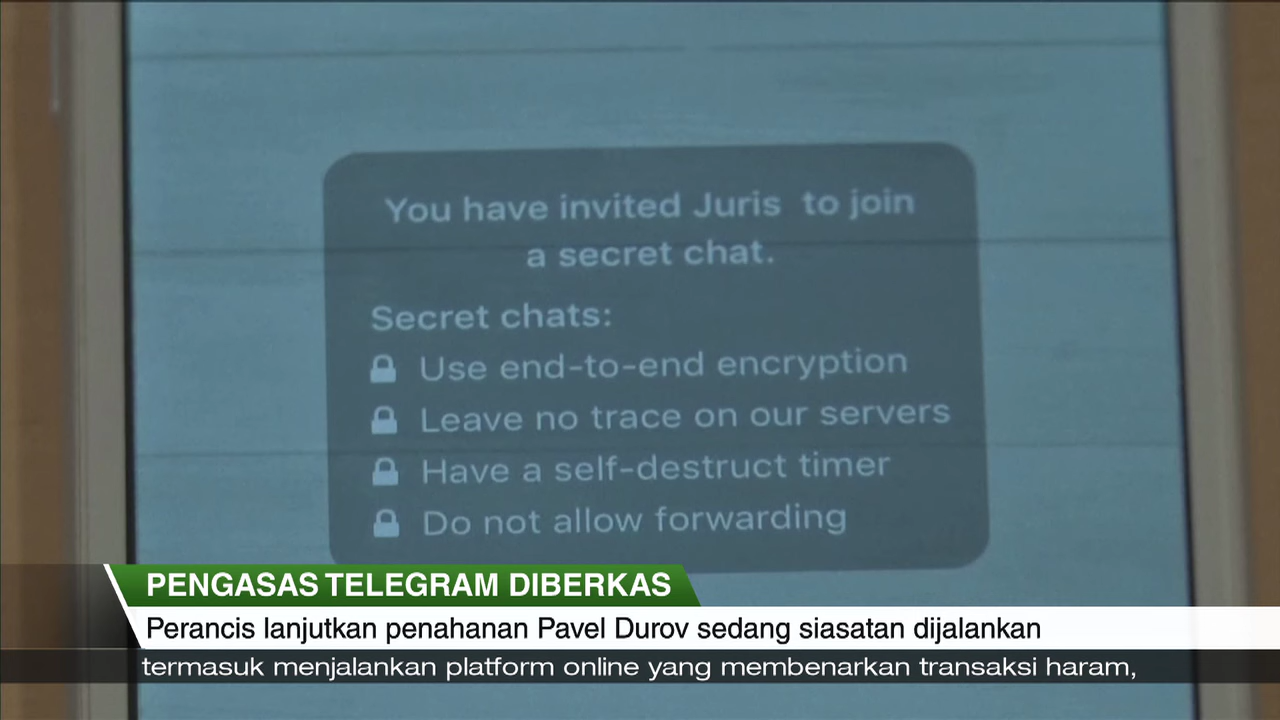 You have invited Juris to join
a secret chat.
Secret chats:
Use end-to-end encryption
Leave no trace on our servers
Have a self-destruct timer
Do not allow forwarding
PENGASAS TELEGRAM DIBERKAS
Perancis lanjutkan penahanan Pavel Durov sedang siasatan dijalankan
termasuk menjalankan platform online yang membenarkan transaksi haram,